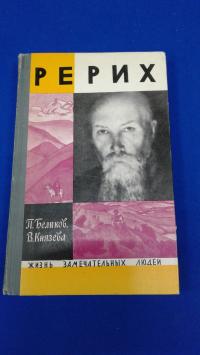 РЕРИХ
П. Беликов,
В. Князева
ЖИЗНЬ ЗАМЕЧАТЕЛЬНЫХ ЛЮДЕЙ